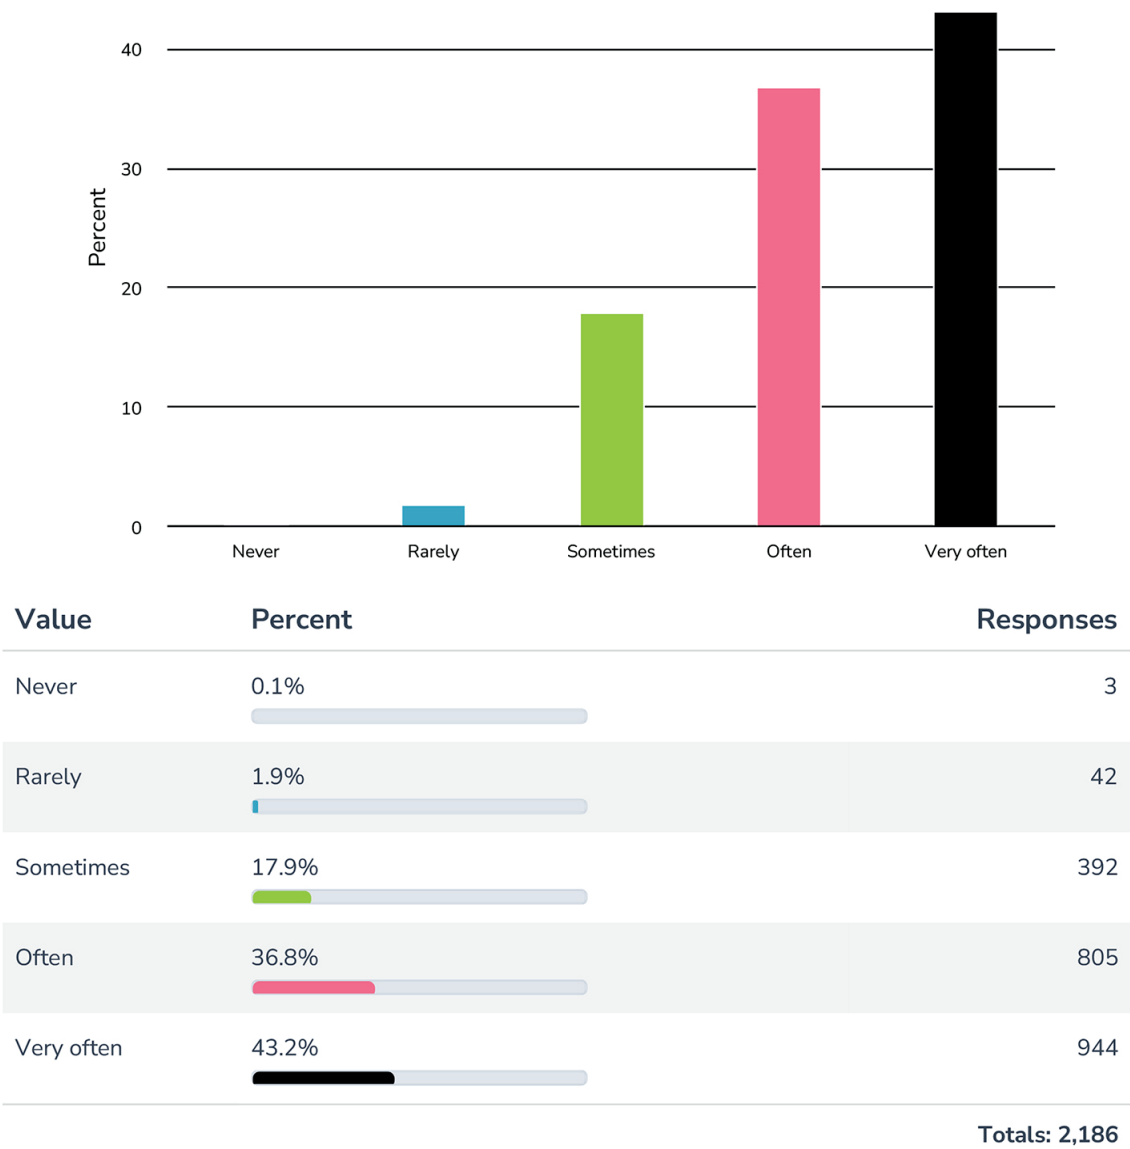 40
30
20
10
0
Percent
Never Rarely Sometimes Often Very often
Value Percent Responses
Never 0.1% 3
Rarely 1.9% 42
Sometimes 17.9% 392
Often 36.8% 805
Very often 43.2% 944
Totals: 2,186